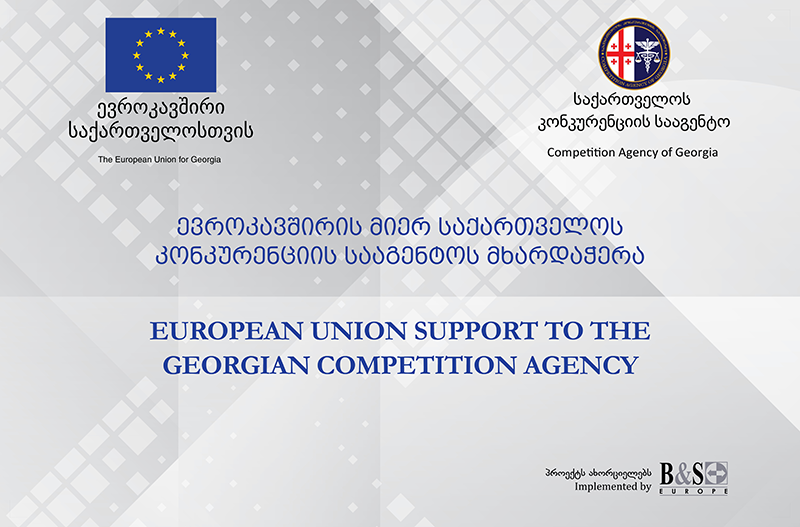 ევროკავშირი
საქართველოსთვის
The European Union for Georgia
საქართველოს
კონკურენციის სააგენტო
Competition Agency of Georgia
ევროკავშირის მიერ საქართველოს
კონკურენციის სააგენტოს მხარდაჭერა
EUROPEAN UNION SUPPORT TO THE
GEORGIAN COMPETITION AGENCY
პროექტს ახორციელებს
Implemented by
B&S
EUROPE